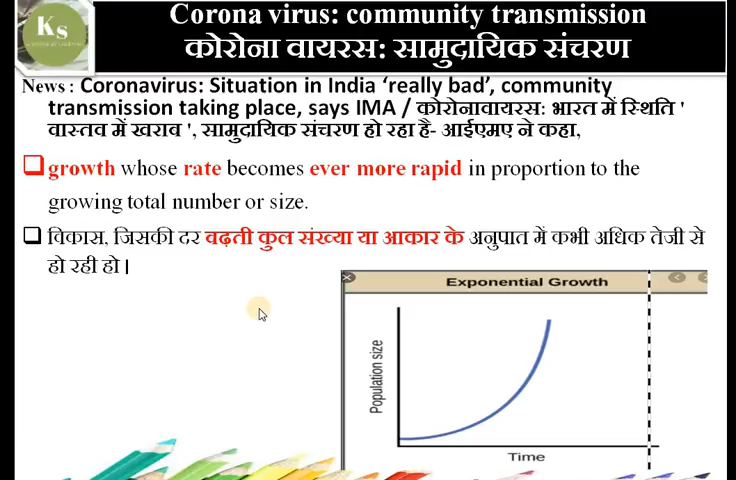 Ks
Corona virus: community transmission
कोरोना वायरस: सामुदायिक संचरण
News : Coronavirus: Situation in India ‘really bad’, community
transmission taking place, says IMA / कोरोनावायरस: भारत में स्थिति '
वास्तव में खराब ', सामुदायिक संचरण हो रहा है- आईएमए ने कहा,
growth whose rate becomes ever more rapid in proportion to the
growing total number or size.
विकास, जिसकी दर बढ़ती कुल संख्या या आकार के अनुपात में कभी अधिक तेजी से
हो रही हो।
Exponential Growth
Population size
Time